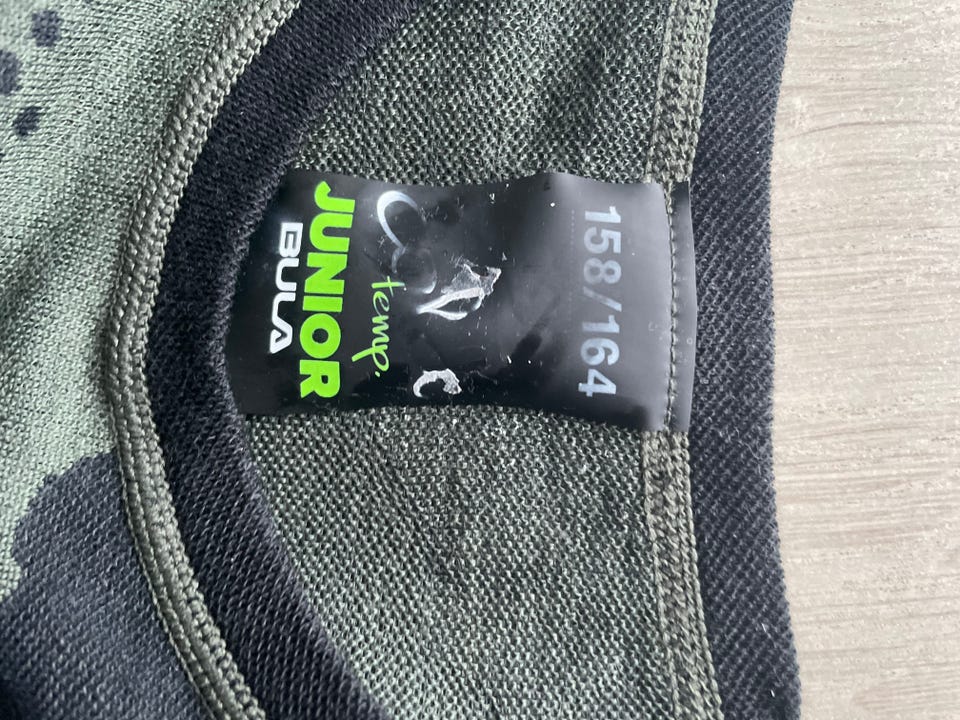 158/164
temp.
JUNIOR
BULA